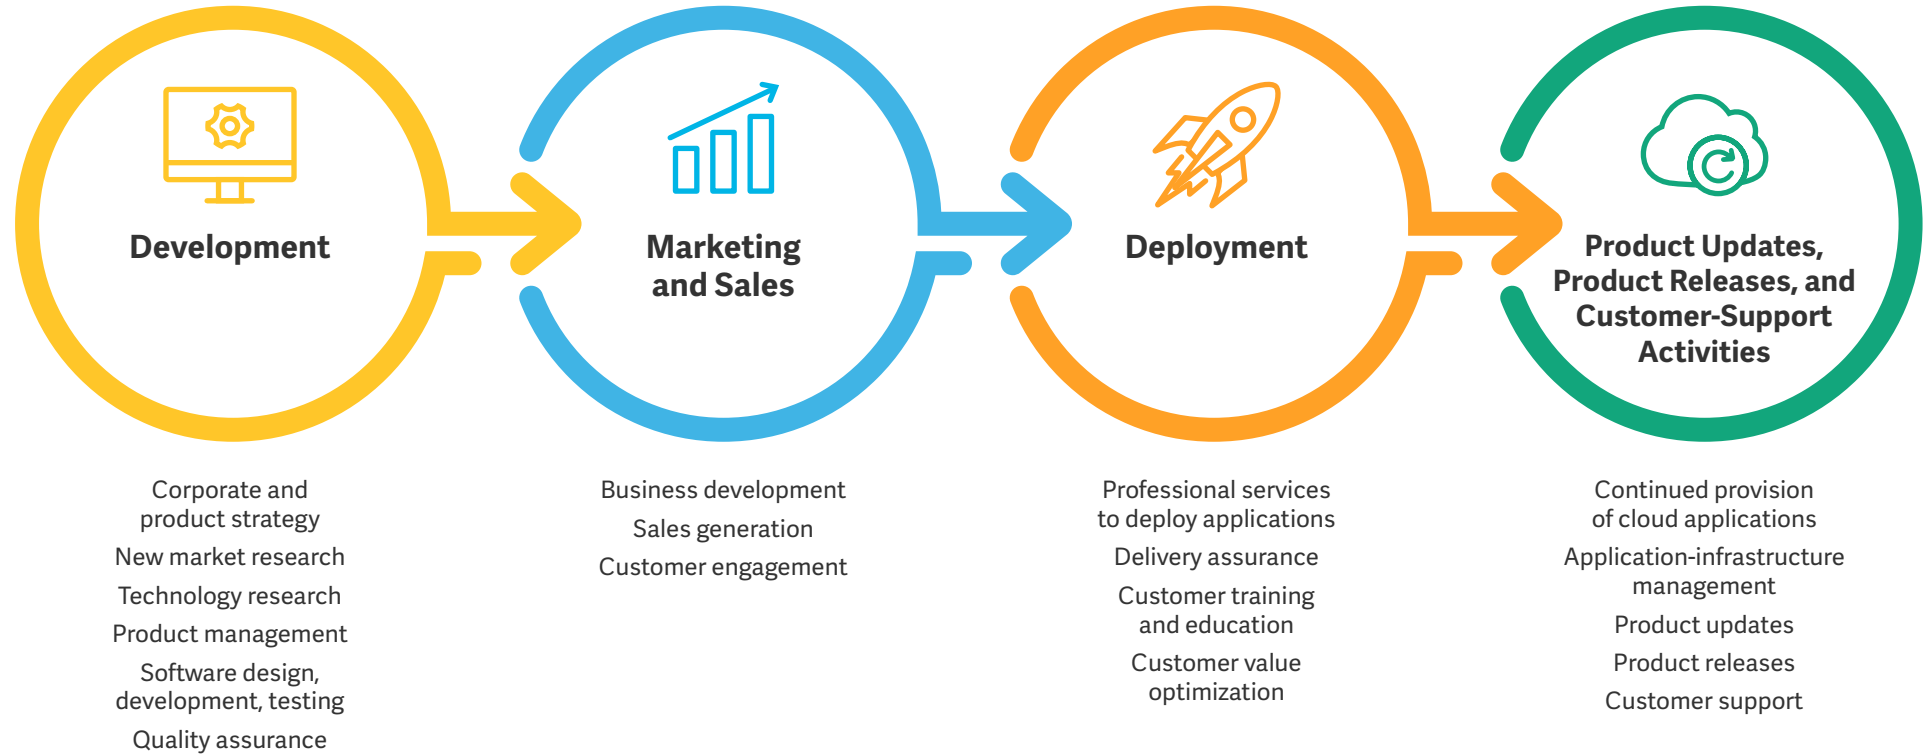 Development
Marketing
and Sales
Deployment
Product Updates,
Product Releases, and
Customer-Support
Activities
Corporate and
product strategy
New market research
Technology research
Product management
Software design,
development, testing
Quality assurance
Business development
Sales generation
Customer engagement
Professional services
to deploy applications
Delivery assurance
Customer training
and education
Customer value
optimization
Continued provision
of cloud applications
Application-infrastructure
management
Product updates
Product releases
Customer support